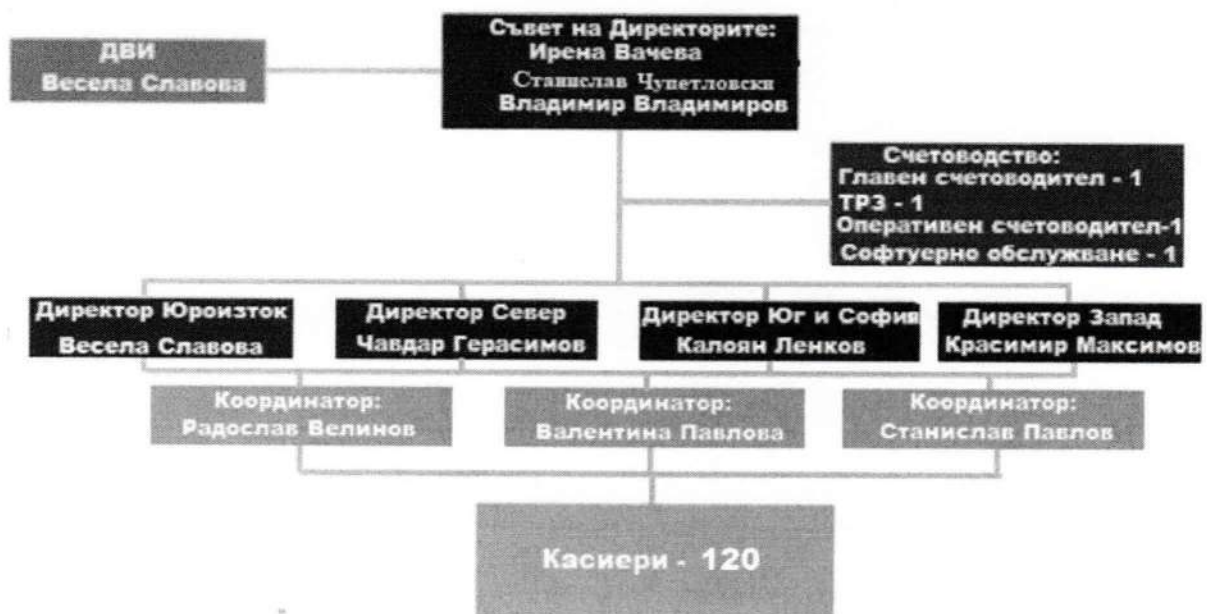 ДВИ
Весела Славова
Съвет на Директорите:
Ирена Вачева
Станислав Чупетловски
Владимир Владимиров
Счетоводство:
Главен счетоводител - 1
ТРЗ - 1
Оперативен счетоводител-1
Софтуерно обслужване - 1
Директор Юроизток
Весела Славова
Директор Север
Чавдар Герасимов
Директор Юг и София
Калоян Ленков
Директор Запад
Красимир Максимов
Координатор:
Радослав Велинов
Координатор:
Валентина Павлова
Координатор:
Станислав Павлов
Касиери - 120